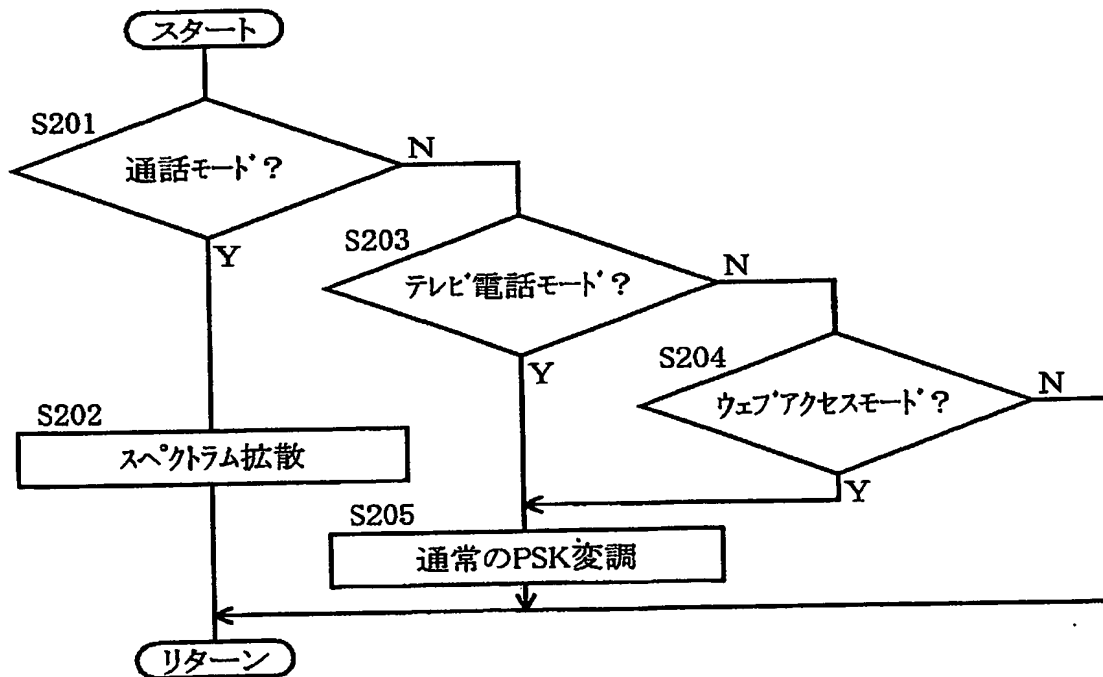 スタート
S201
通話モード?
N
Y
S203
テレビ電話モード?
N
Y
S204
ウェブアクセスモード?
N
Y
S202
スペクトラム拡散
S205
通常のPSK変調
リターン